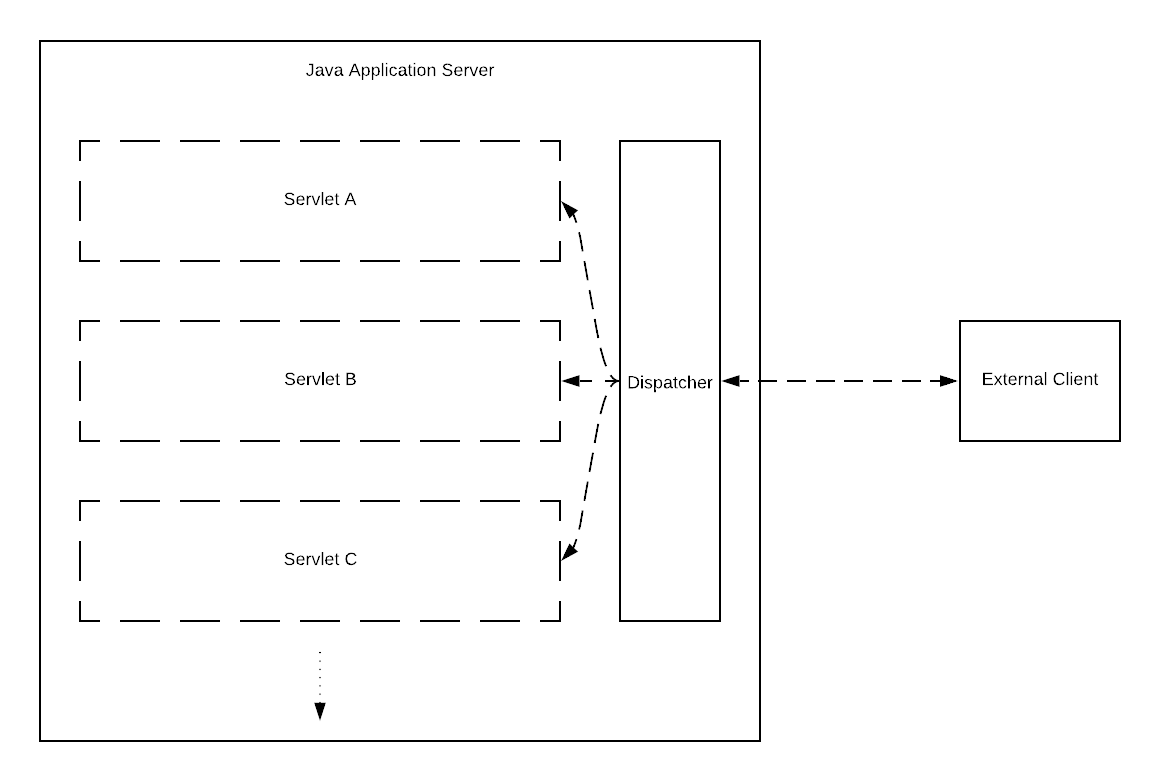 Java Application Server
Servlet A
Servlet B
Dispatcher
External Client
Servlet C